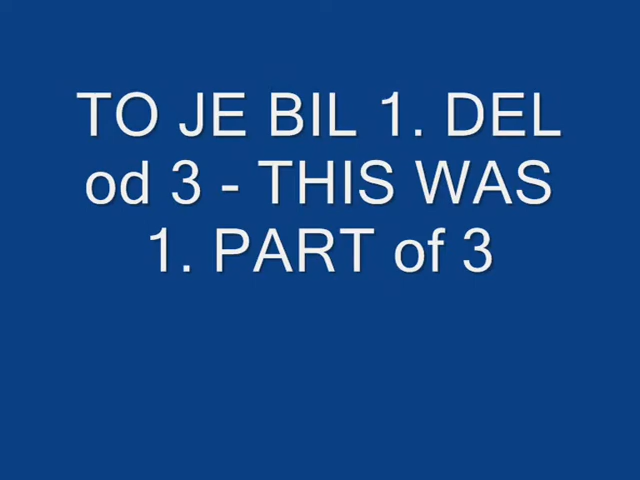 TO JE BIL 1. DEL
od 3 - THIS WAS
1. PART of 3